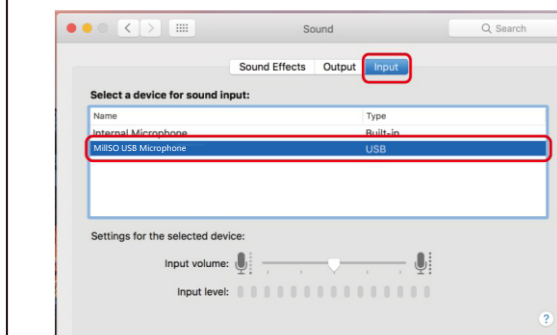 Sound
Search
Sound Effects Output Input
Select a device for sound input:
Name Type
Internal Microphone Built-in
MillSO USB Microphone USB
Settings for the selected device:
Input volume:
Input level:
?